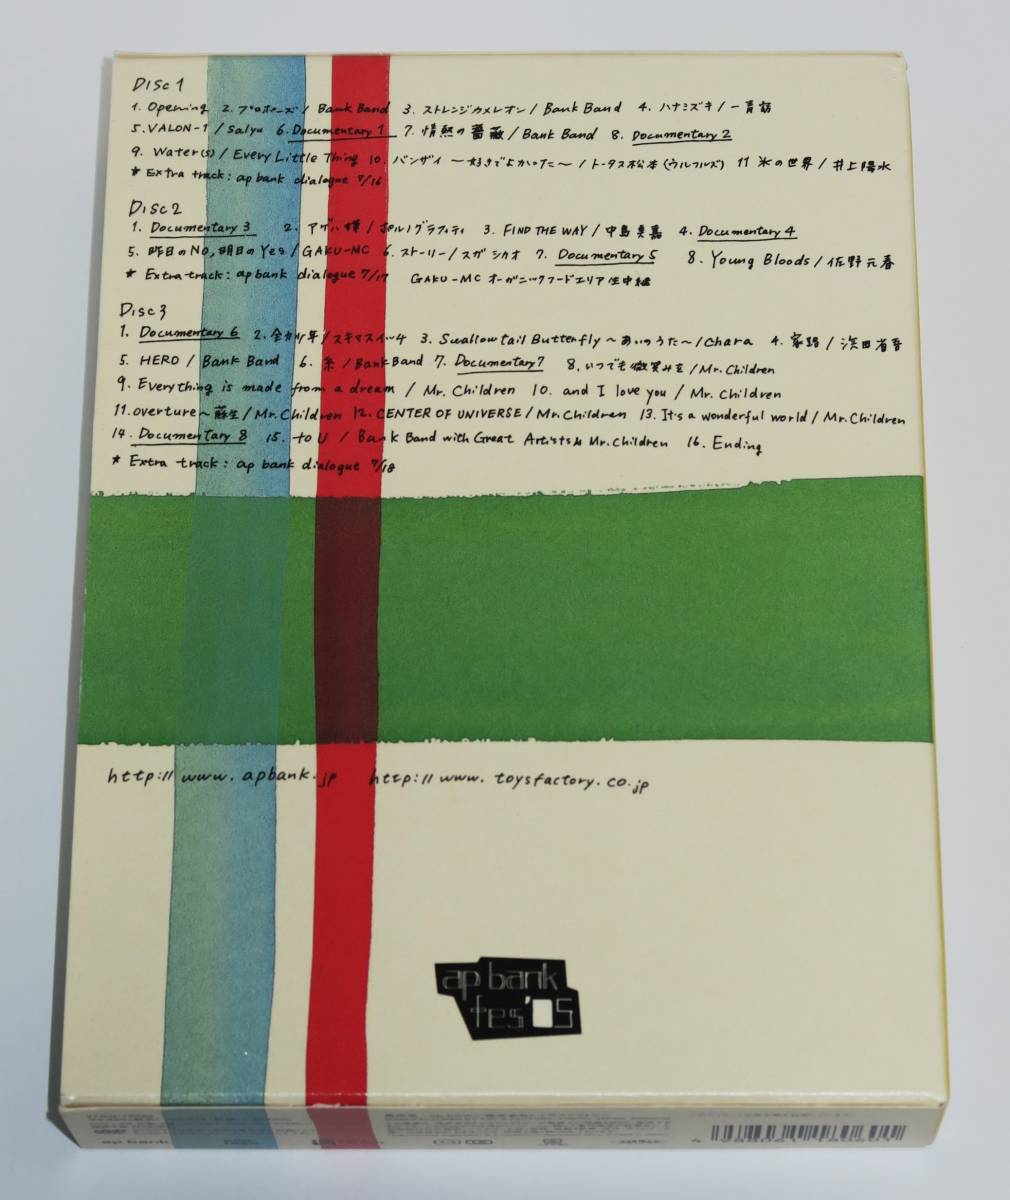 Disc 1
1. Opening 2. プロポーズ / Bank Band 3. ストレンジカメレオン / Bank Band 4. ハナミズキ / 一青窈
5. VALON-1 / Salyu 6. Documentary 1 7. 情熱の薔薇 / Bank Band 8. Documentary 2
9. Water(s) / Every Little Thing 10. バンザイ 〜好きでよかった〜 / トータス松本 (ウルフルズ) 11 氷の世界 / 井上陽水
* Extra track: ap bank dialogue 7/16
Disc 2
1. Documentary 3 2. アゲハ蝶 / ポルノグラフィティ 3. FIND THE WAY / 中島美嘉 4. Documentary 4
5. 昨日のNo, 明日のYes / GAKU-MC 6. ストーリー / スガ シカオ 7. Documentary 5 8. Young Bloods / 佐野元春
* Extra track: ap bank dialogue 7/17 GAKU-MC オーガニックフードエリア生中継
Disc 3
1. Documentary 6 2. 全力少年 / スキマスイッチ 3. Swallowtail Butterfly 〜あいのうた〜 / Chara 4. 家路 / 浜田省吾
5. HERO / Bank Band 6. 糸 / Bank Band 7. Documentary 7 8. いつでも微笑みを / Mr. Children
9. Everything is made from a dream / Mr. Children 10. and I love you / Mr. Children
11. overture〜蘇生 / Mr. Children 12. CENTER OF UNIVERSE / Mr. Children 13. It's a wonderful world / Mr. Children
14. Documentary 8 15. to U / Bank Band with Great Artists & Mr. Children 16. Ending
* Extra track: ap bank dialogue 7/18
http://www.apbank.jp http://www.toysfactory.co.jp
ap bank
fes'05
ap bank